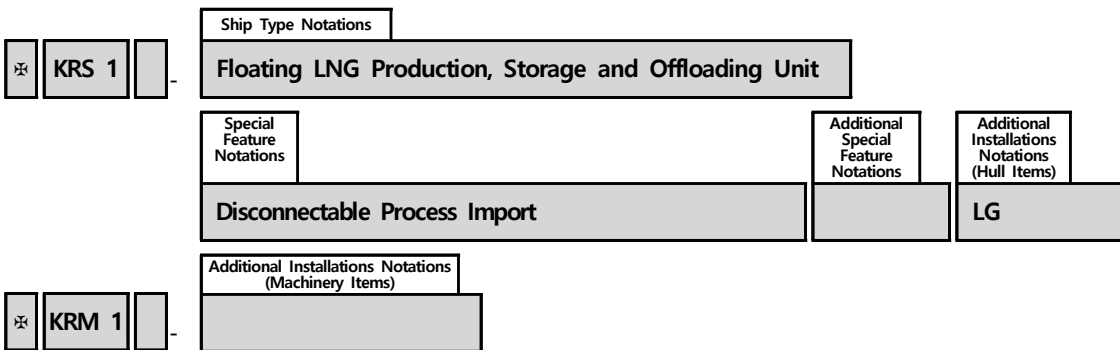 Ship Type Notations
✠ KRS 1 - Floating LNG Production, Storage and Offloading Unit
Special
Feature
Notations
Additional
Special
Feature
Notations
Additional
Installations
Notations
(Hull Items)
Disconnectable Process Import LG
Additional Installations Notations
(Machinery Items)
✠ KRM 1 -